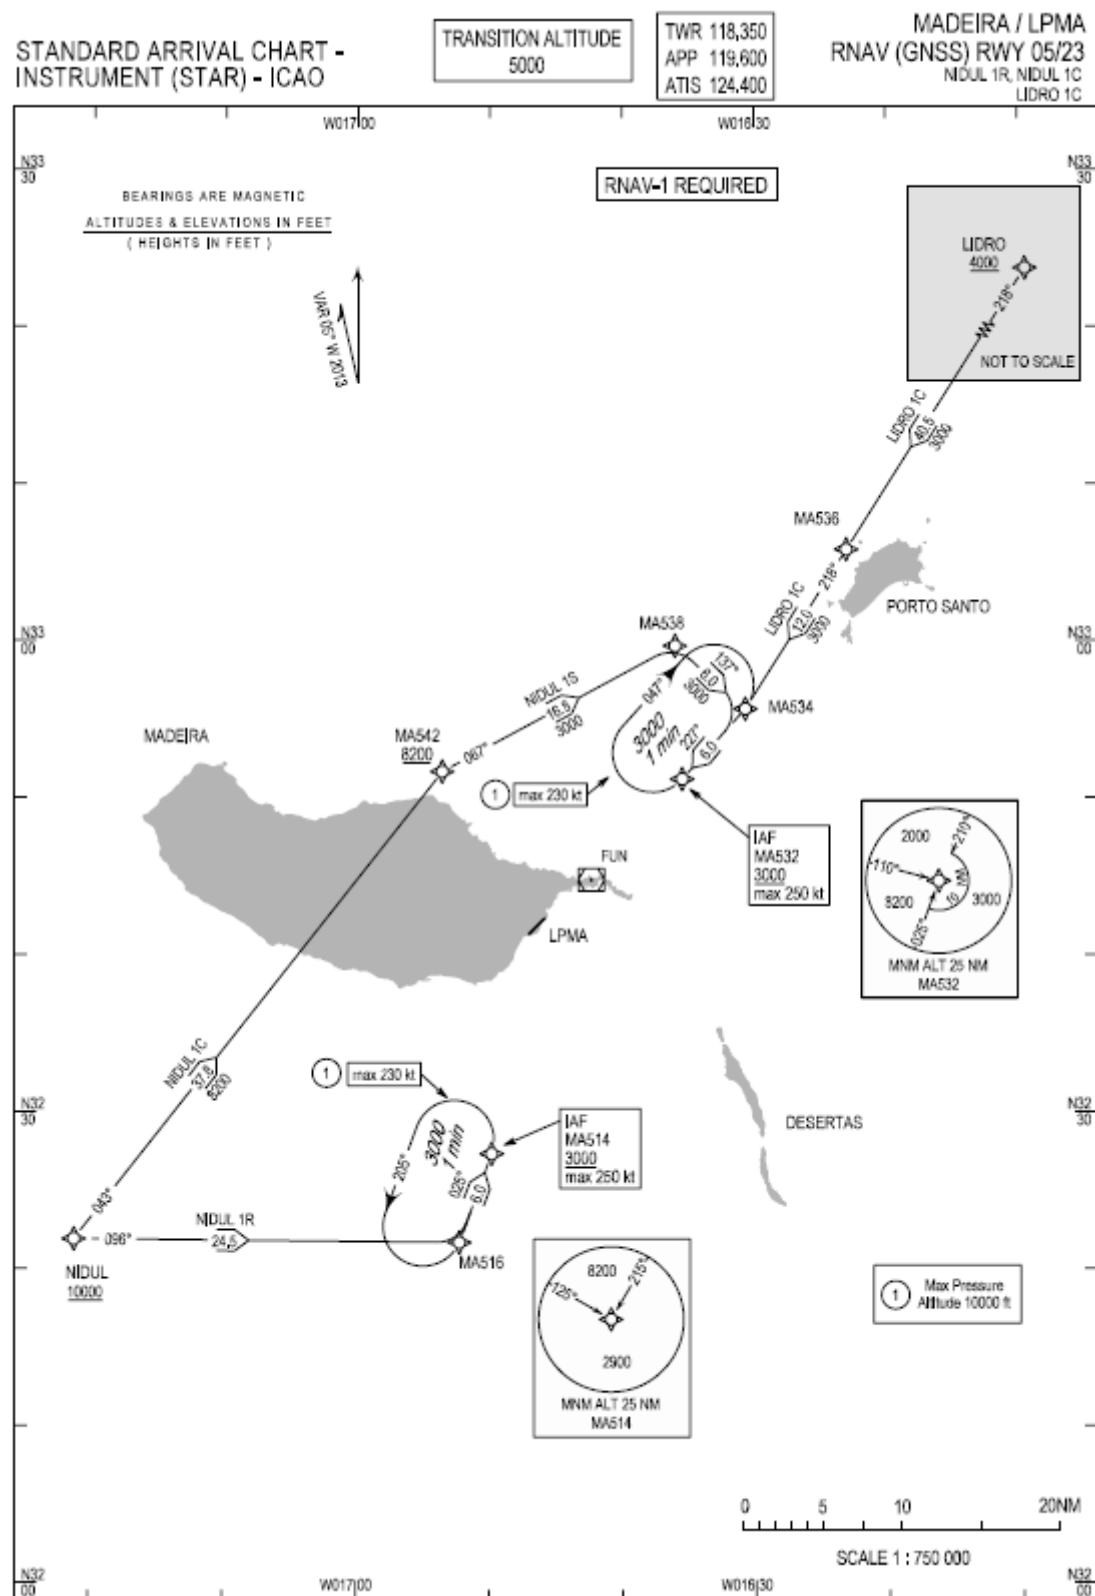 STANDARD ARRIVAL CHART -
INSTRUMENT (STAR) - ICAO
TRANSITION ALTITUDE
5000
TWR 118,350
APP 119,600
ATIS 124.400
MADEIRA / LPMA
RNAV (GNSS) RWY 05/23
NIDUL 1R, NIDUL 1C
LIDRO 1C
W01700
W016 30
N33
30
N33
30
BEARINGS ARE MAGNETIC
ALTITUDES & ELEVATIONS IN FEET
( HEIGHTS IN FEET )
RNAV-1 REQUIRED
VAR 05° W 2013
LIDRO
4000
218°
NOT TO SCALE
LIDRO 1C
40.5
3000
MA536
218°
PORTO SANTO
LIDRO 1C
12.0
3000
N33
00
N33
00
MA538
137°
6.0
3000
047°
MA534
NIDUL 1S
16.5
3000
3000
1 min
227°
6.0
MADEIRA
MA542
8200
067°
1 max 230 kt
IAF
MA532
3000
max 250 kt
FUN
LPMA
2000
210°
110°
8200
3000
025°
10 NM
MNM ALT 25 NM
MA532
NIDUL 1C
37.8
8200
1 max 230 kt
N32
30
N32
30
DESERTAS
IAF
MA514
3000
max 250 kt
3000
1 min
205°
025°
6.0
043°
096°
NIDUL 1R
24.5
NIDUL
10000
MA516
8200
215°
125°
2900
MNM ALT 25 NM
MA514
1 Max Pressure
Altitude 10000 ft
0 5 10 20NM
SCALE 1 : 750 000
N32
00
W017 00
W016 30
N32
00